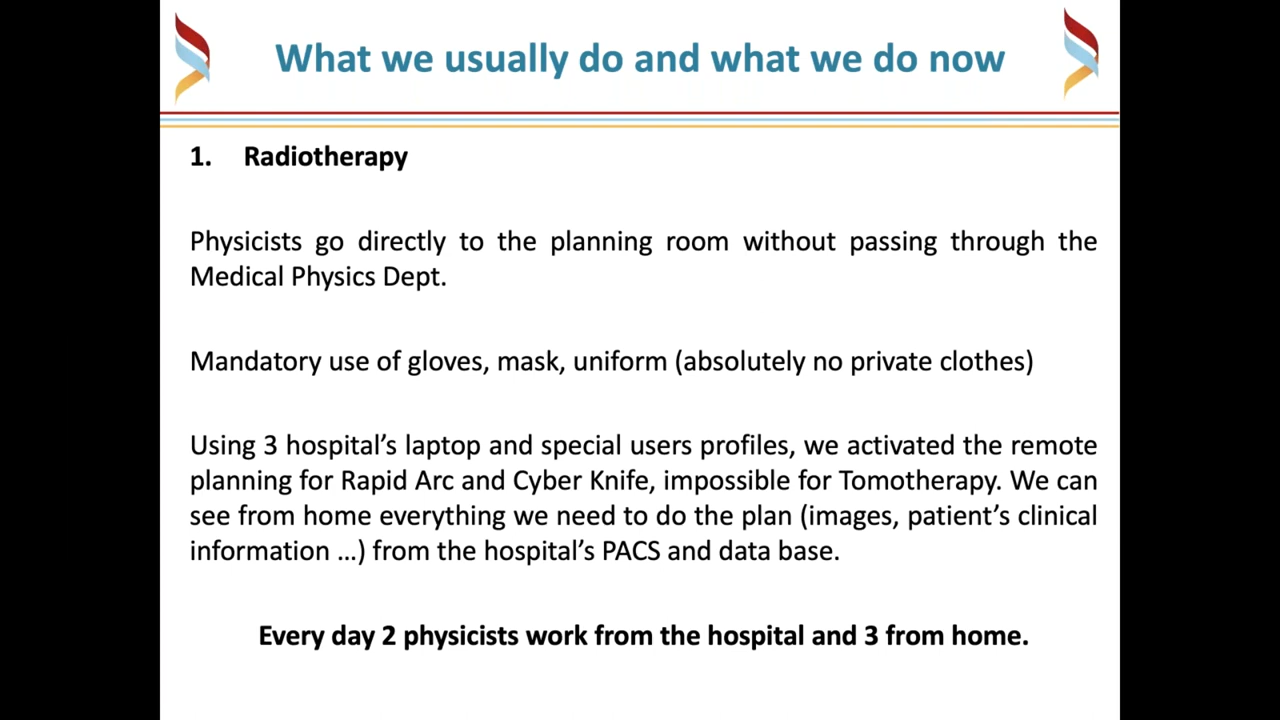 What we usually do and what we do now
1. Radiotherapy
Physicists go directly to the planning room without passing through the
Medical Physics Dept.
Mandatory use of gloves, mask, uniform (absolutely no private clothes)
Using 3 hospital’s laptop and special users profiles, we activated the remote
planning for Rapid Arc and Cyber Knife, impossible for Tomotherapy. We can
see from home everything we need to do the plan (images, patient’s clinical
information …) from the hospital’s PACS and data base.
Every day 2 physicists work from the hospital and 3 from home.